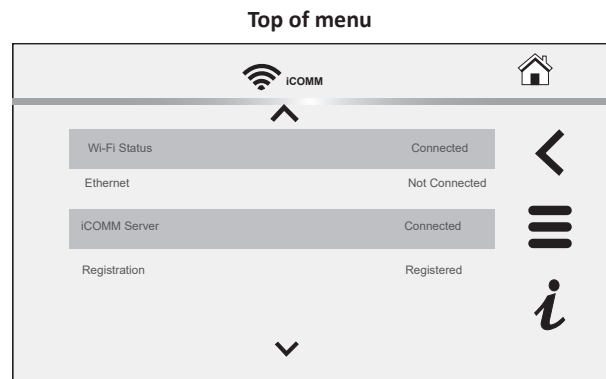 Top of menu
iCOMM
Wi-Fi Status Connected
Ethernet Not Connected
iCOMM Server Connected
Registration Registered
i